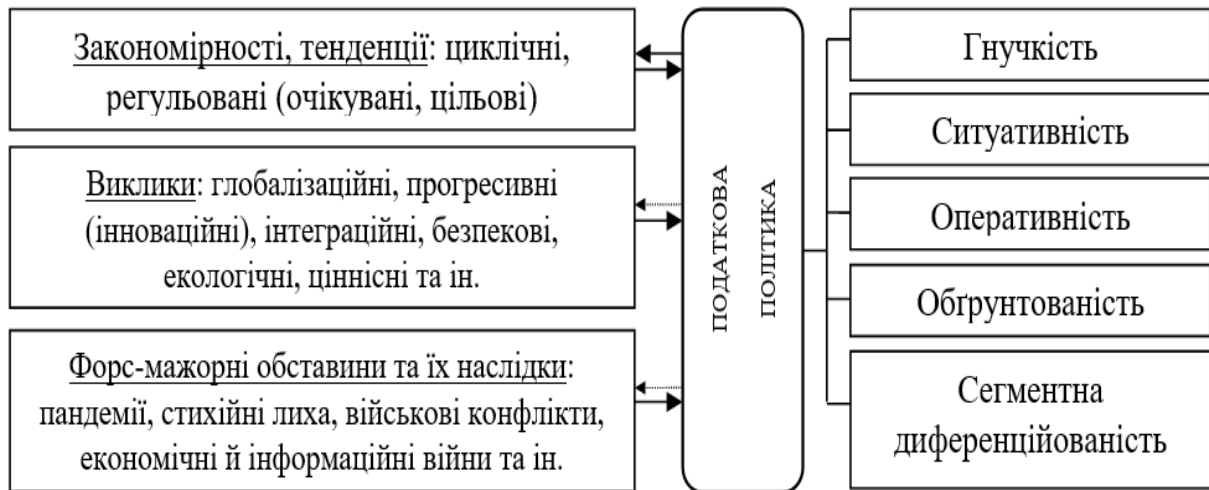 Закономірності, тенденції: циклічні,
регульовані (очікувані, цільові)
Виклики: глобалізаційні, прогресивні
(інноваційні), інтеграційні, безпекові,
екологічні, ціннісні та ін.
Форс-мажорні обставини та їх наслідки:
пандемії, стихійні лиха, військові конфлікти,
економічні й інформаційні війни та ін.
ПОДАТКОВА
ПОЛІТИКА
Гнучкість
Ситуативність
Оперативність
Обґрунтованість
Сегментна
диференційованість